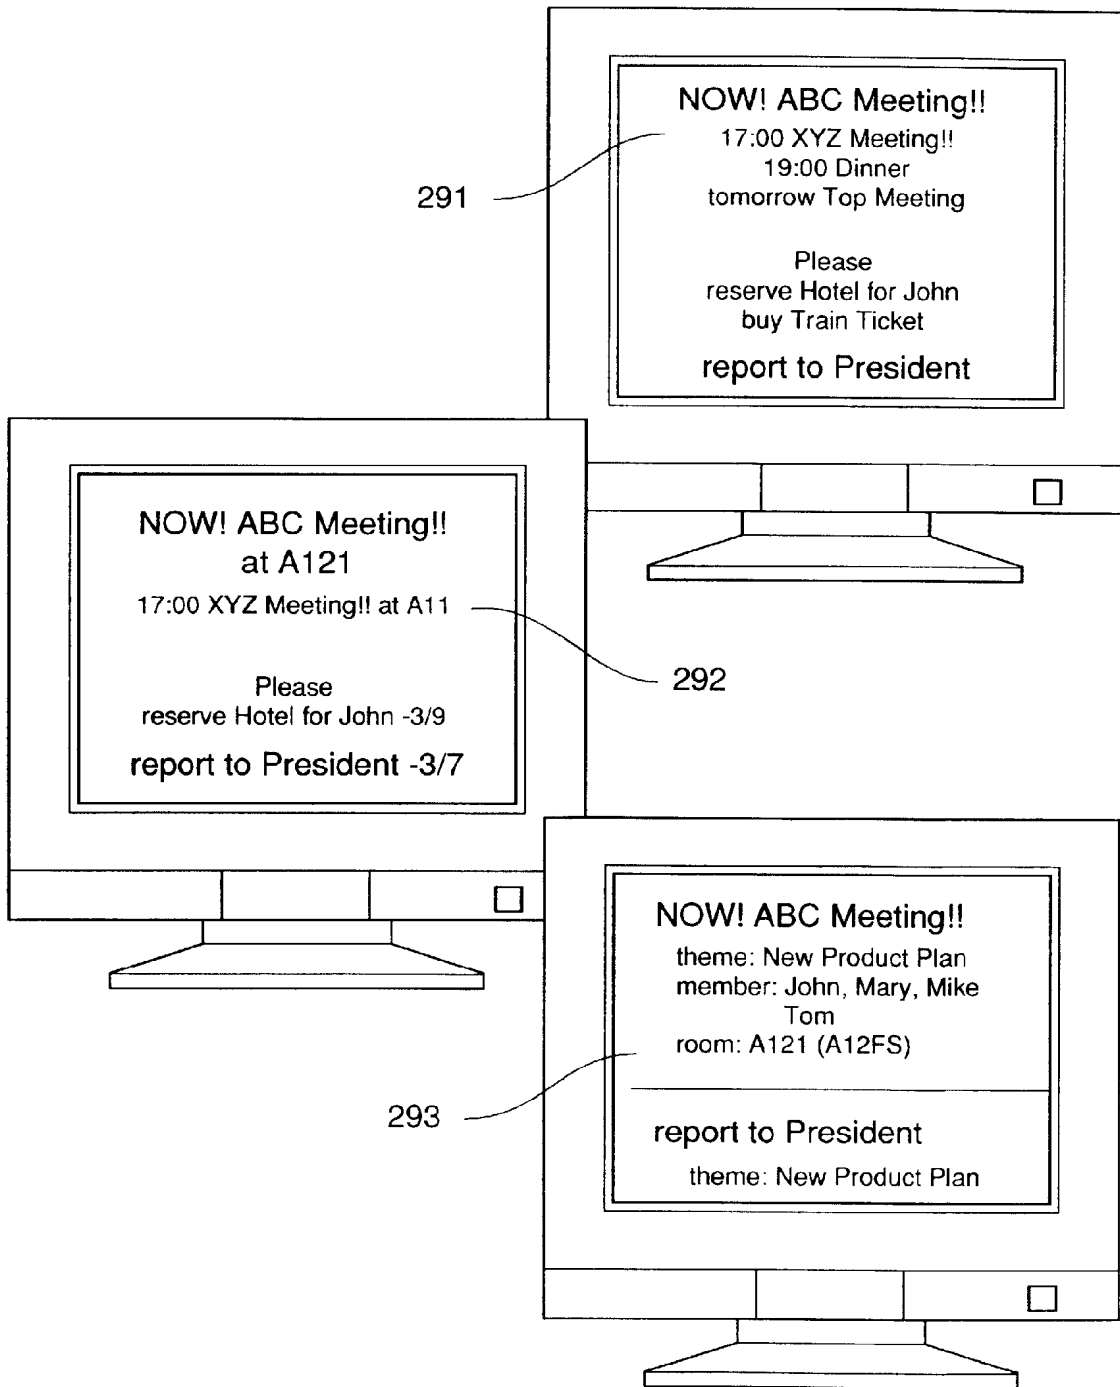 NOW! ABC Meeting!!
17:00 XYZ Meeting!!
19:00 Dinner
tomorrow Top Meeting
Please
reserve Hotel for John
buy Train Ticket
report to President
291
NOW! ABC Meeting!!
at A121
17:00 XYZ Meeting!! at A11
Please
reserve Hotel for John -3/9
report to President -3/7
292
NOW! ABC Meeting!!
theme: New Product Plan
member: John, Mary, Mike
Tom
room: A121 (A12FS)
report to President
theme: New Product Plan
293